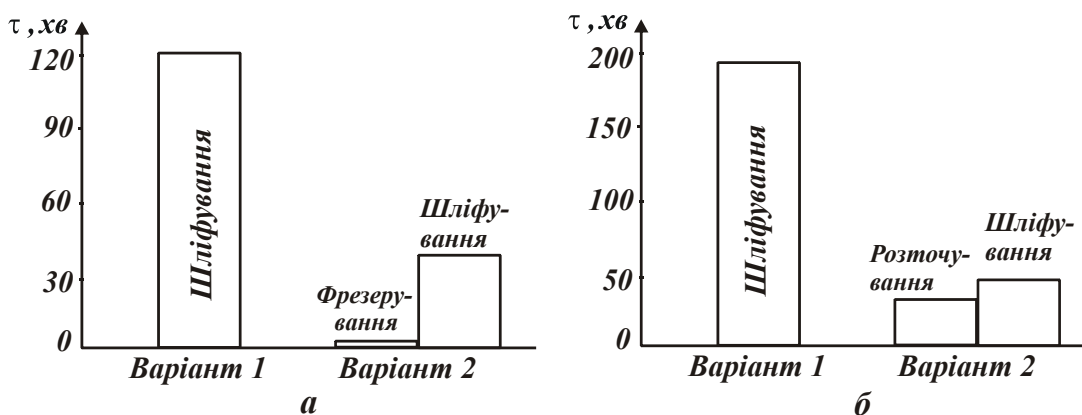 τ, хв
120
90
60
30
0
Шліфування
Фрезеру-
вання
Шліфу-
вання
Варіант 1
Варіант 2
а
τ, хв
200
150
100
50
0
Шліфування
Розточу-
вання
Шліфу-
вання
Варіант 1
Варіант 2
б